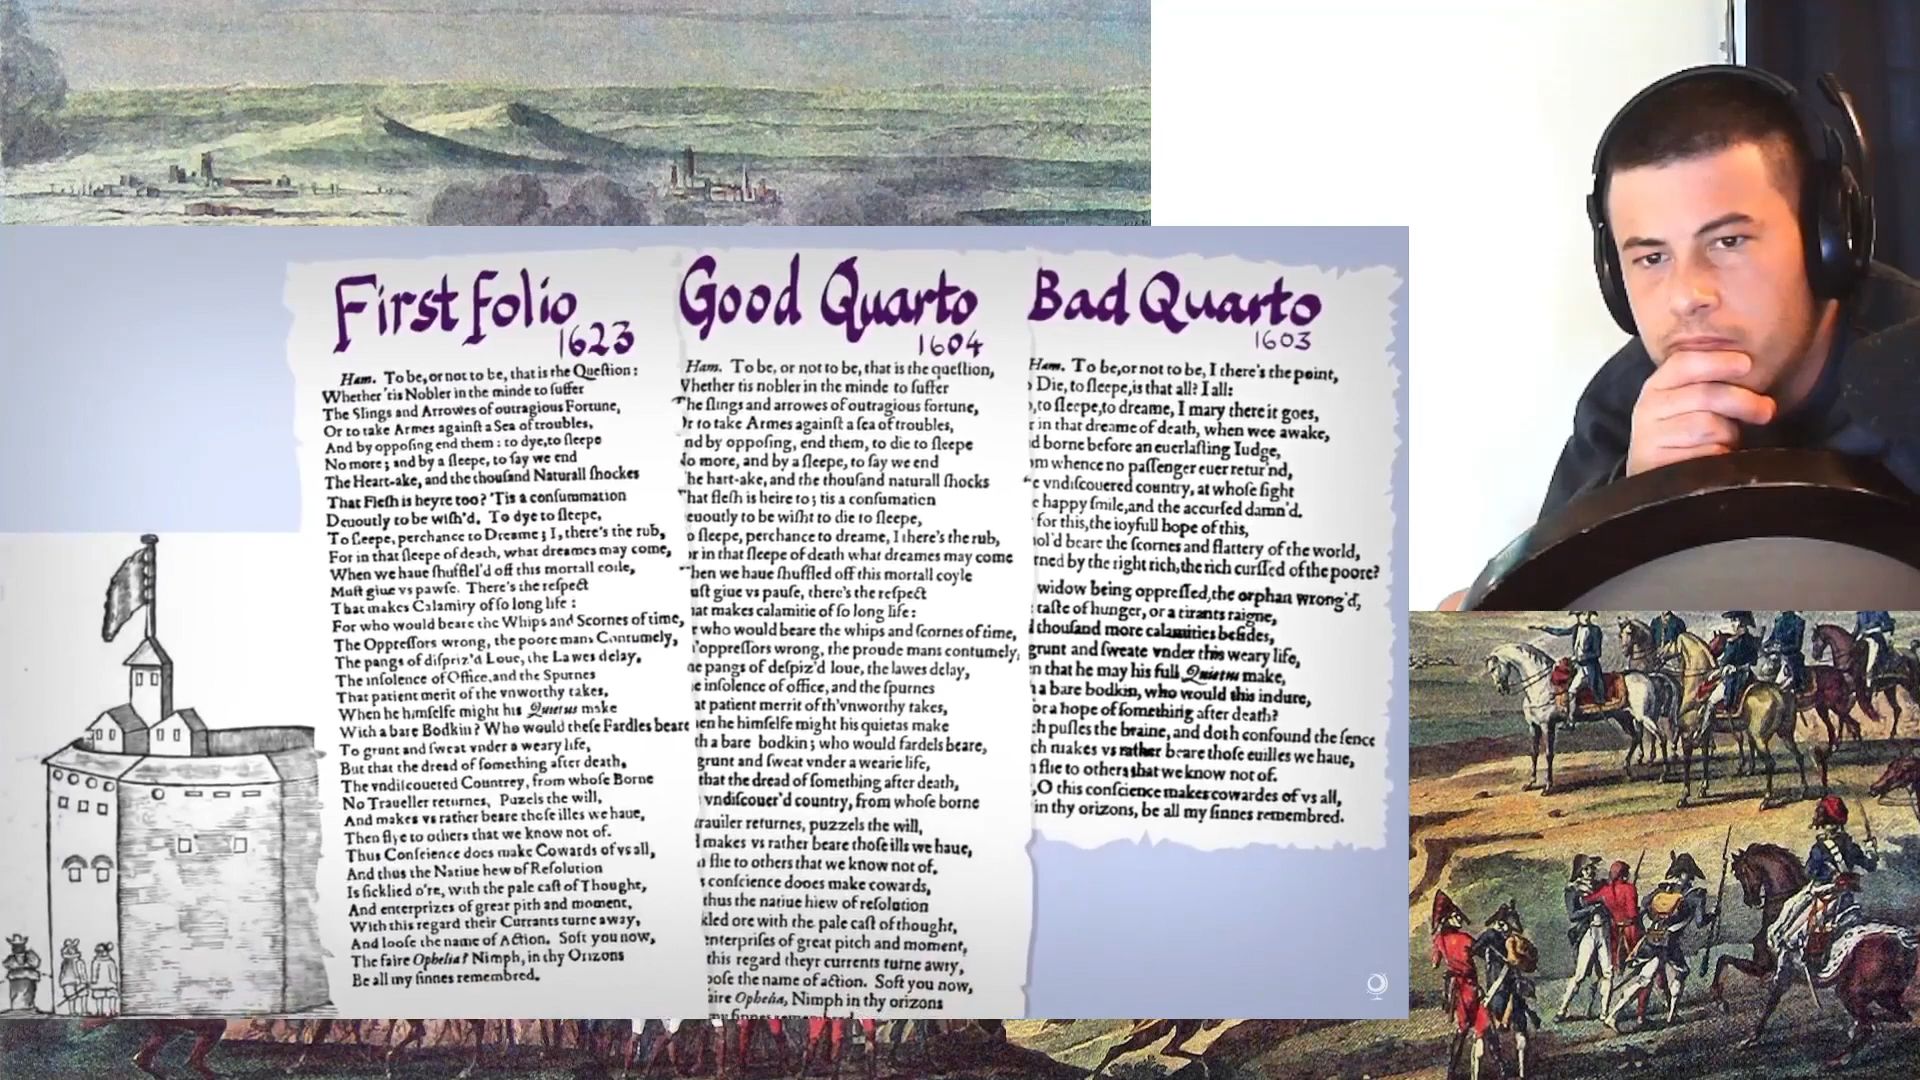 First folio
1623
Ham. To be, or not to be, that is the Queſtion:
Whether 'tis Nobler in the minde to ſuffer
The Slings and Arrowes of outragious Fortune,
Or to take Armes againſt a Sea of troubles,
And by oppoſing end them : to dye, to ſleepe
No more ; and by a ſleepe, to ſay we end
The Heart-ake, and the thouſand Naturall ſhockes
That Fleſh is heyre too? 'Tis a conſummation
Deuoutly to be wiſh'd. To dye to ſleepe,
To ſleepe, perchance to Dreame ; I, there's the rub,
For in that ſleepe of death, what dreames may come,
When we haue ſhuffel'd off this mortall coile,
Muſt giue vs pawſe. There's the reſpect
That makes Calamity of ſo long life :
For who would beare the Whips and Scornes of time,
The Oppreſſors wrong, the poore mans Contumely,
The pangs of diſpriz'd Loue, the Lawes delay,
The inſolence of Office, and the Spurnes
That patient merit of the vnworthy takes,
When he himſelfe might his Quietus make
With a bare Bodkin? Who would theſe Fardles beare
To grunt and ſweat vnder a weary life,
But that the dread of ſomething after death,
The vndiſcouered Countrey, from whoſe Borne
No Traueller returnes, Puzels the will,
And makes vs rather beare thoſe illes we haue,
Then flye to others that we know not of.
Thus Conſcience does make Cowards of vs all,
And thus the Natiue hew of Reſolution
Is ſicklied o're, with the pale caſt of Thought,
And enterprizes of great pith and moment,
With this regard their Currants turne away,
And looſe the name of Action. Soft you now,
The faire Ophelia? Nimph, in thy Orizons
Be all my ſinnes remembred.
Good Quarto
1604
Ham. To be, or not to be, that is the queſtion,
Whether tis nobler in the minde to ſuffer
The ſlings and arrowes of outragious fortune,
Or to take Armes againſt a ſea of troubles,
nd by oppoſing, end them, to die to ſleepe
o more, and by a ſleepe, to ſay we end
he hart-ake, and the thouſand naturall ſhocks
That fleſh is heire to; tis a conſumation
euoutly to be wiſht to die to ſleepe,
o ſleepe, perchance to dreame, I there's the rub,
or in that ſleepe of death what dreames may come
hen we haue ſhuffled off this mortall coyle
uſt giue vs pauſe, there's the reſpect
at makes calamitie of ſo long life:
r who would beare the whips and ſcornes of time,
'oppreſſors wrong, the proude mans contumely,
e pangs of deſpiz'd loue, the lawes delay,
e inſolence of office, and the ſpurnes
at patient merrit of th'vnworthy takes,
en he himſelfe might his quietas make
th a bare bodkin; who would fardels beare,
grunt and ſweat vnder a wearie life,
that the dread of ſomething after death,
vndiſcouer'd country, from whoſe borne
rauiler returnes, puzzels the will,
makes vs rather beare thoſe ills we haue,
n flie to others that we know not of.
s conſcience dooes make cowards,
thus the natiue hiew of reſolution
kled ore with the pale caſt of thought,
enterpriſes of great pitch and moment,
this regard theyr currents turne awry,
ooſe the name of action. Soft you now,
aire Ophelia, Nimph in thy orizons
my ſinnes remembred.
Bad Quarto
1603
Ham. To be, or not to be, I there's the point,
Die, to ſleepe, is that all? I all:
, to ſleepe, to dreame, I mary there it goes,
r in that dreame of death, when wee awake,
d borne before an euerlaſting Iudge,
om whence no paſſenger euer retur'nd,
e vndiſcouered country, at whoſe ſight
e happy ſmile, and the accurſed damn'd.
for this, the ioyfull hope of this,
ol'd beare the ſcornes and flattery of the world,
rned by the right rich, the rich curſſed of the poore?
widow being oppreſſed, the orphan wrong'd,
taſte of hunger, or a tirants raigne,
thouſand more calamities beſides,
grunt and ſweate vnder this weary life,
n that he may his full Quietus make,
a bare bodkin, who would this indure,
or a hope of ſomething after death?
ch puſles the braine, and doth confound the ſence
ch makes vs rather beare thoſe euilles we haue,
n flie to others that we know not of.
, O this conſcience makes cowardes of vs all,
in thy orizons, be all my ſinnes remembred.